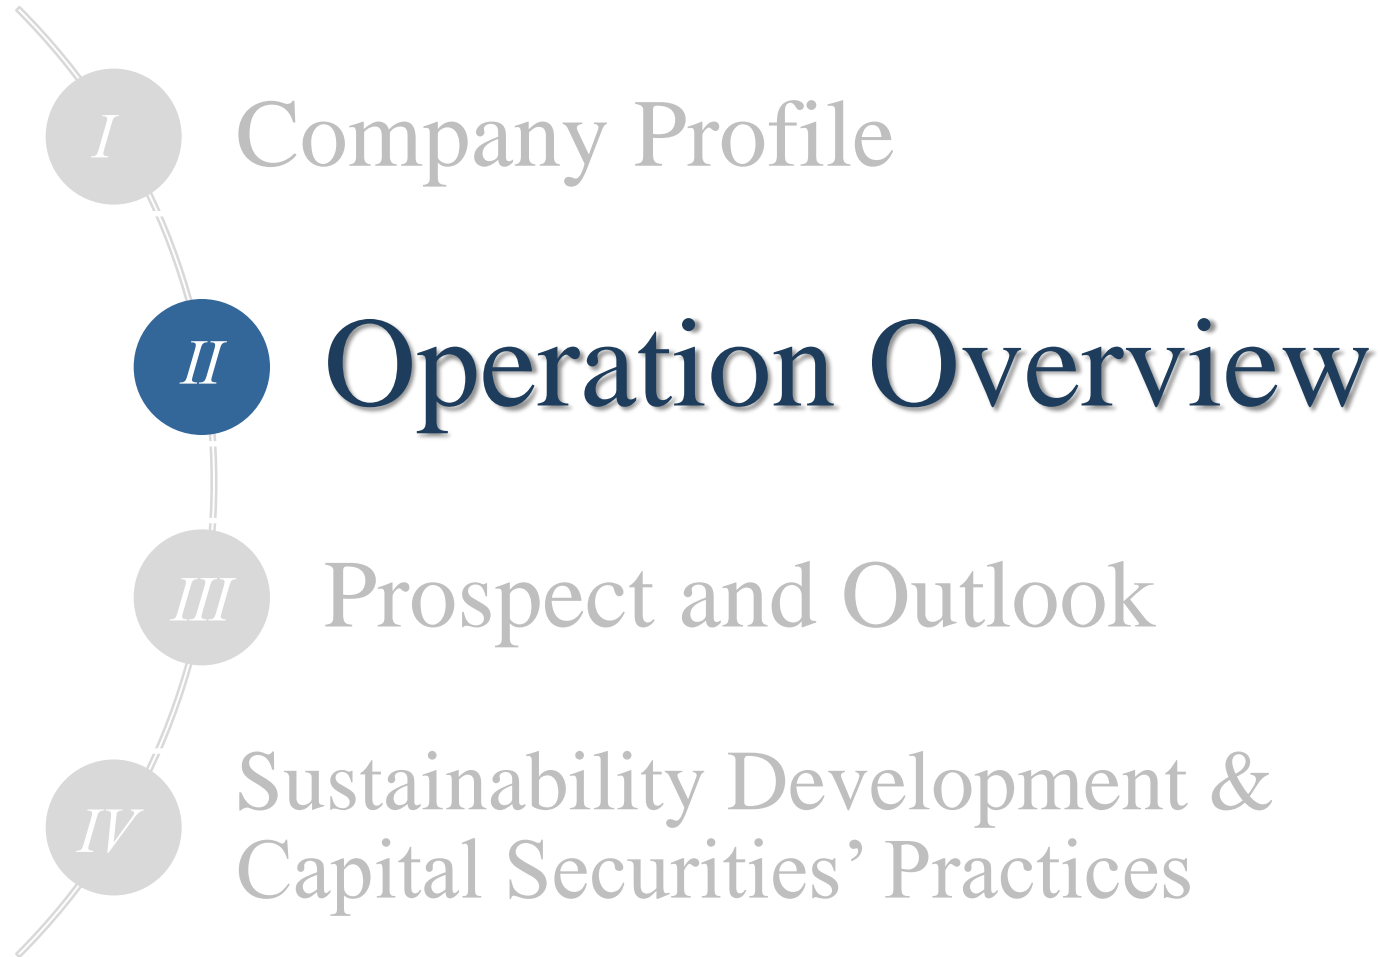 I
Company Profile
II
Operation Overview
III
Prospect and Outlook
IV
Sustainability Development &
Capital Securities’ Practices